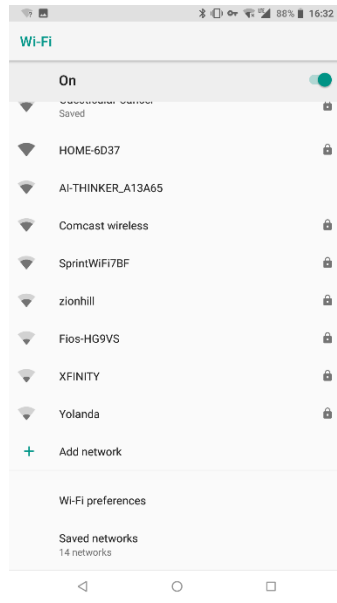 88% 16:32
Wi-Fi
On
Saved
HOME-6D37
AI-THINKER_A13A65
Comcast wireless
SprintWiFi7BF
zionhill
Fios-HG9VS
XFINITY
Yolanda
+ Add network
Wi-Fi preferences
Saved networks
14 networks